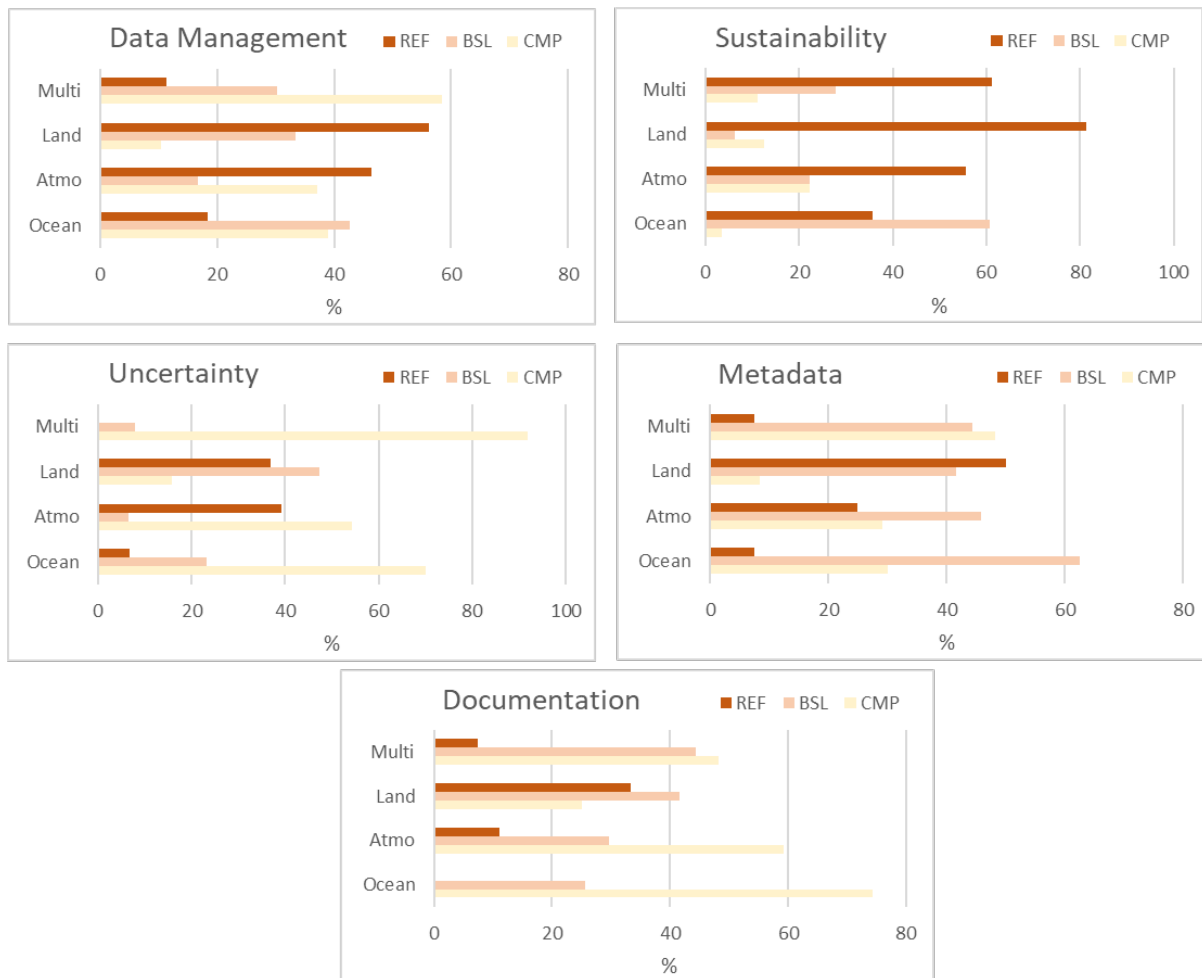 Data Management REF BSL CMP
Multi
Land
Atmo
Ocean
0 20 40 60 80
%
Sustainability REF BSL CMP
Multi
Land
Atmo
Ocean
0 20 40 60 80 100
%
Uncertainty REF BSL CMP
Multi
Land
Atmo
Ocean
0 20 40 60 80 100
%
Metadata REF BSL CMP
Multi
Land
Atmo
Ocean
0 20 40 60 80
%
Documentation REF BSL CMP
Multi
Land
Atmo
Ocean
0 20 40 60 80
%